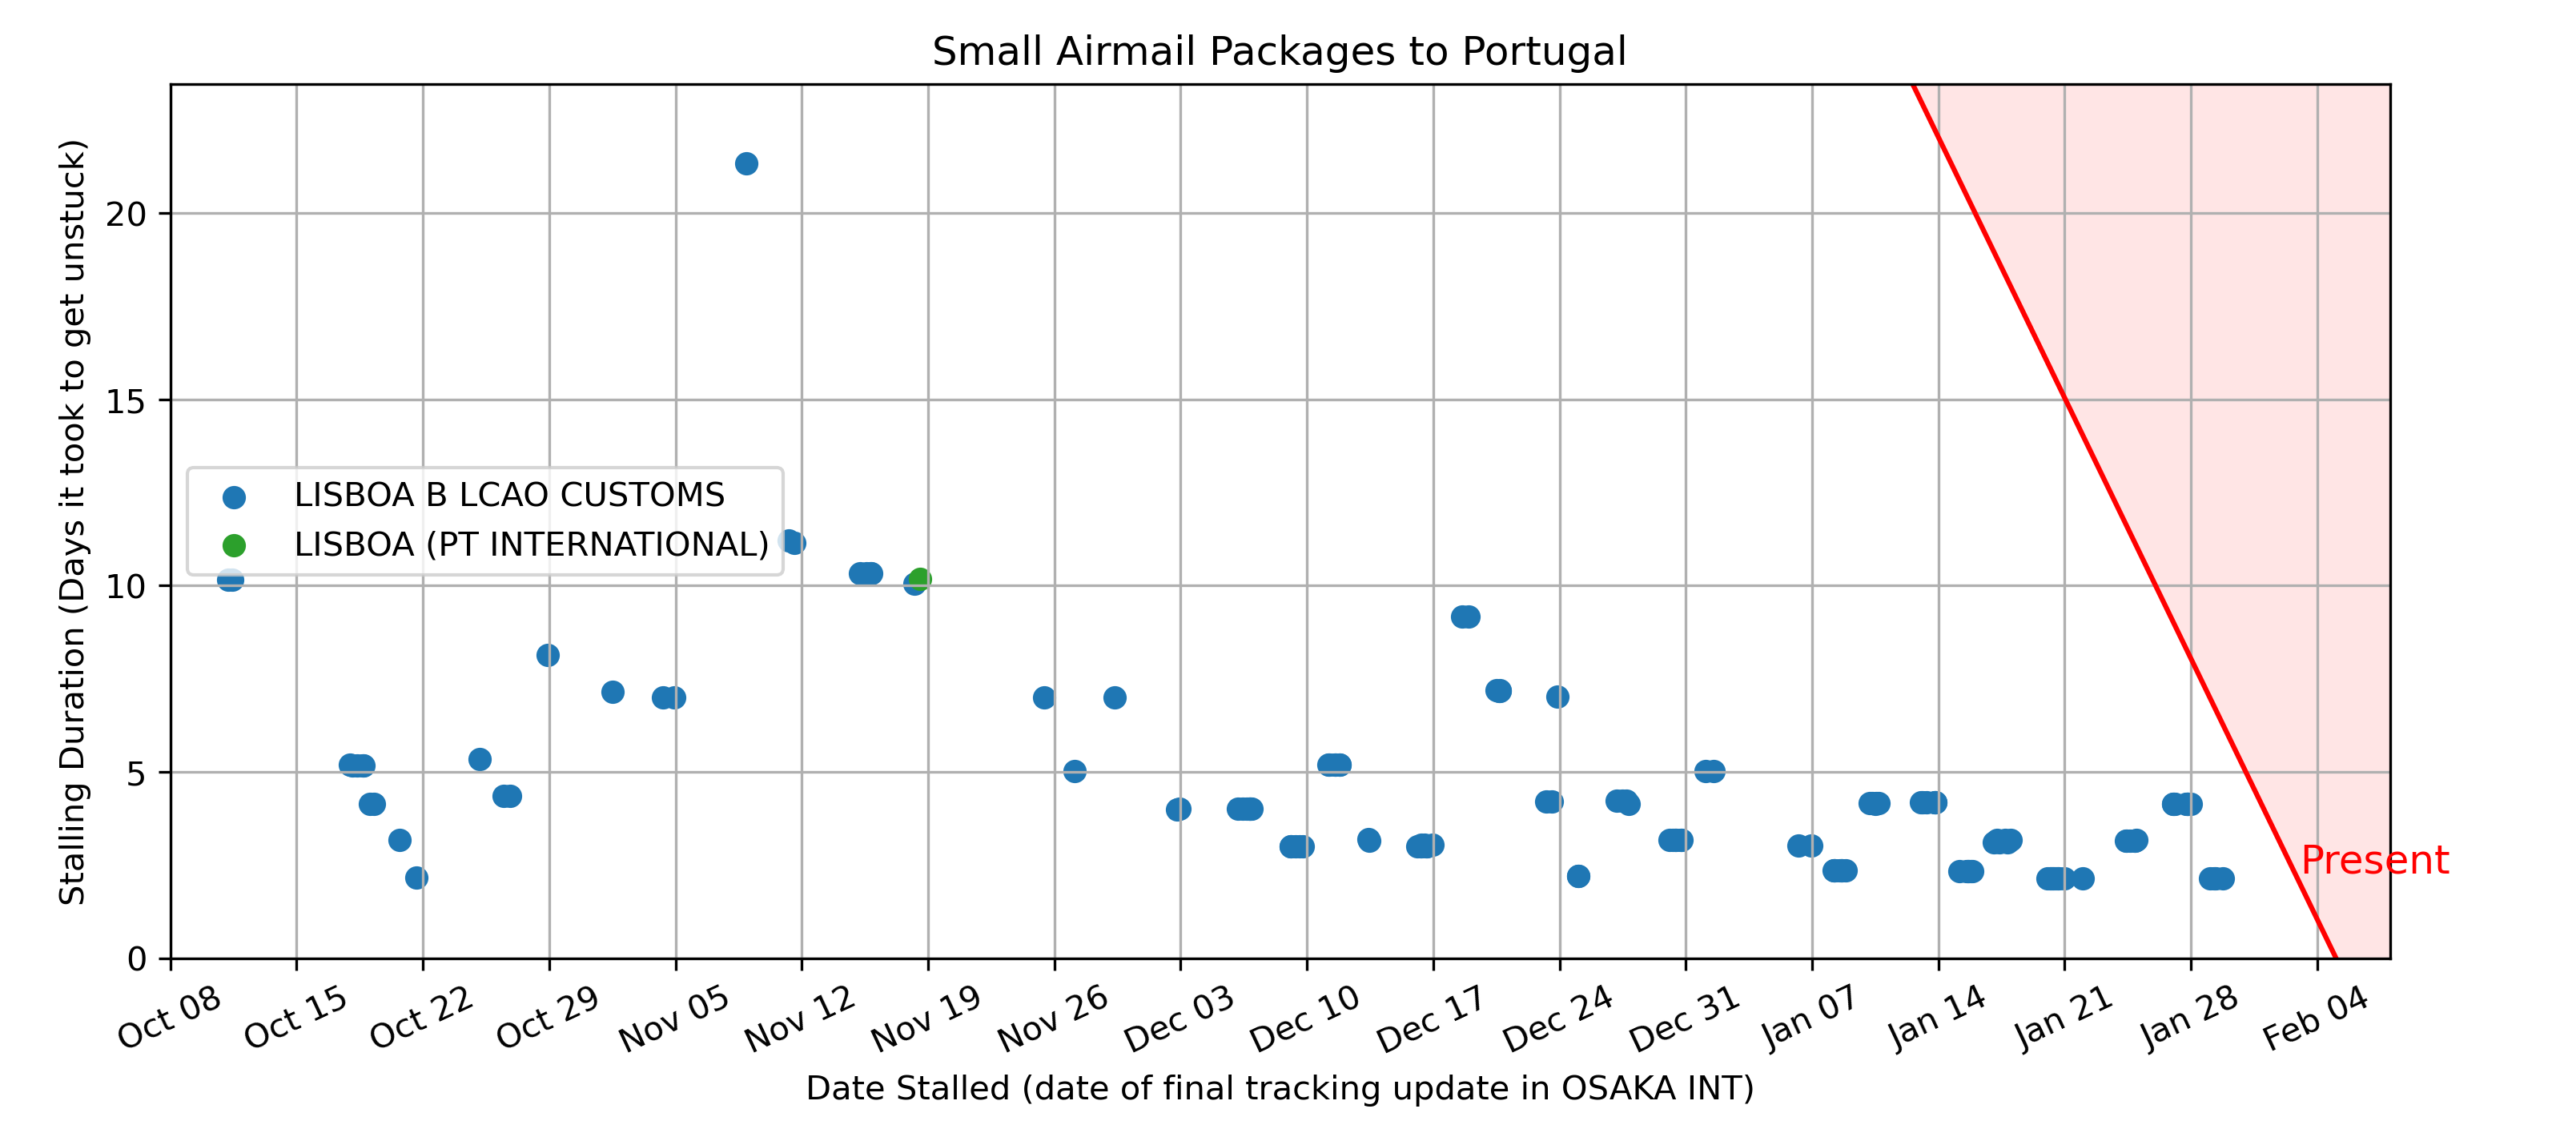 Small Airmail Packages to Portugal
Stalling Duration (Days it took to get unstuck)
20
15
10
5
0
LISBOA B LCAO CUSTOMS
LISBOA (PT INTERNATIONAL)
Present
Oct 08
Oct 15
Oct 22
Oct 29
Nov 05
Nov 12
Nov 19
Nov 26
Dec 03
Dec 10
Dec 17
Dec 24
Dec 31
Jan 07
Jan 14
Jan 21
Jan 28
Feb 04
Date Stalled (date of final tracking update in OSAKA INT)